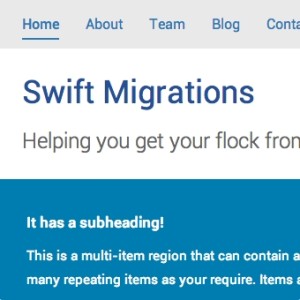 Home About Team Blog Conta
Swift Migrations
Helping you get your flock from
It has a subheading!
This is a multi-item region that can contain a
many repeating items as your require. Items a